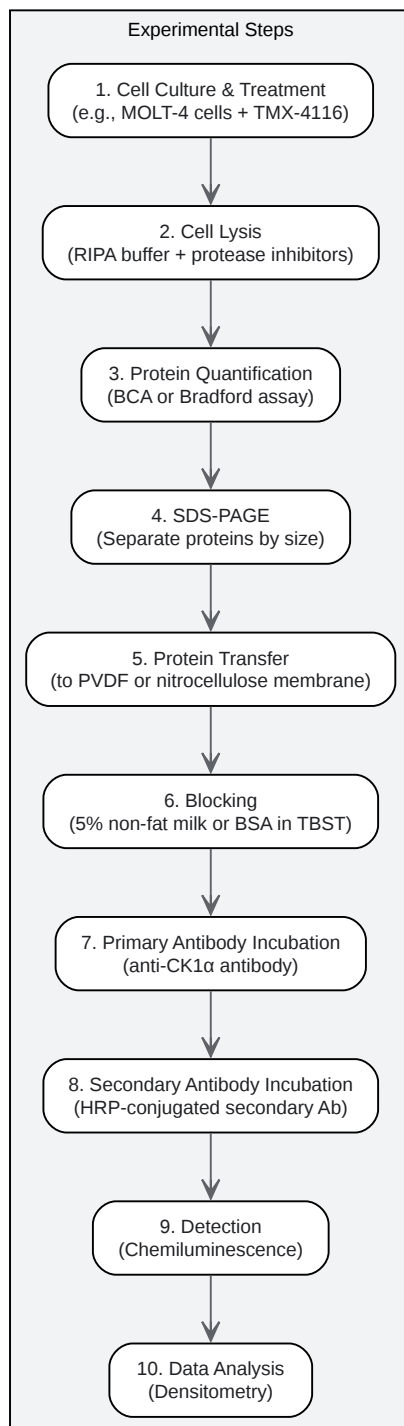 Experimental Steps
1. Cell Culture & Treatment
(e.g., MOLT-4 cells + TMX-4116)
2. Cell Lysis
(RIPA buffer + protease inhibitors)
3. Protein Quantification
(BCA or Bradford assay)
4. SDS-PAGE
(Separate proteins by size)
5. Protein Transfer
(to PVDF or nitrocellulose membrane)
6. Blocking
(5% non-fat milk or BSA in TBST)
7. Primary Antibody Incubation
(anti-CK1α antibody)
8. Secondary Antibody Incubation
(HRP-conjugated secondary Ab)
9. Detection
(Chemiluminescence)
10. Data Analysis
(Densitometry)